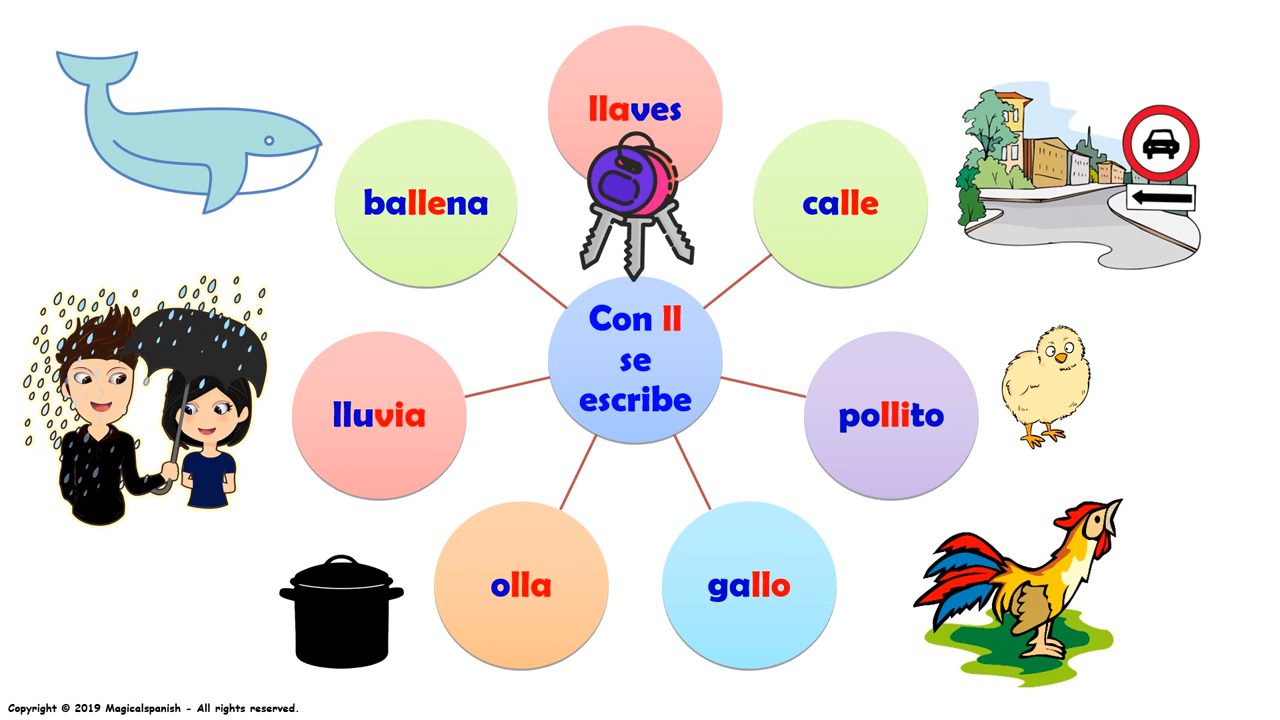 llaves
ballena
calle
Con ll
se
escribe
lluvia
pollito
olla
gallo
Copyright © 2019 Magicalspanish - All rights reserved.